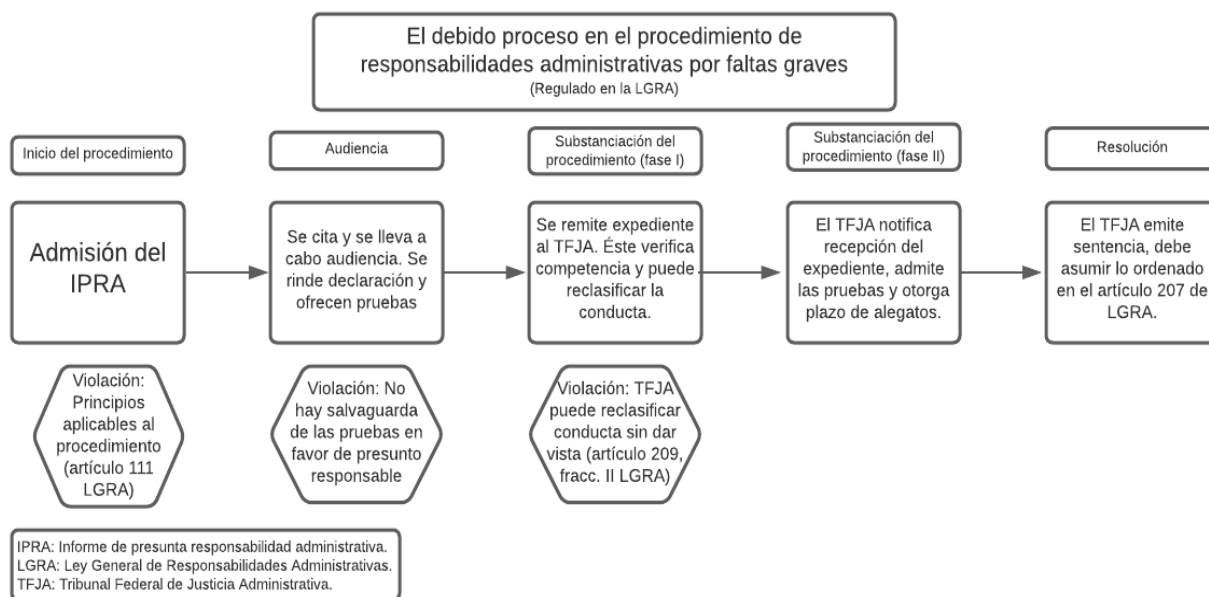 El debido proceso en el procedimiento de
responsabilidades administrativas por faltas graves
(Regulado en la LGRA)
Inicio del procedimiento
Audiencia
Substanciación del
procedimiento (fase I)
Substanciación del
procedimiento (fase II)
Resolución
Admisión del
IPRA
Se cita y se lleva a
cabo audiencia. Se
rinde declaración y
ofrecen pruebas
Se remite expediente
al TFJA. Éste verifica
competencia y puede
reclasificar la
conducta.
El TFJA notifica
recepción del
expediente, admite
las pruebas y otorga
plazo de alegatos.
El TFJA emite
sentencia, debe
asumir lo ordenado
en el artículo 207 de
LGRA.
Violación:
Principios
aplicables al
procedimiento
(artículo 111
LGRA)
Violación: No
hay salvaguarda
de las pruebas en
favor de presunto
responsable
Violación: TFJA
puede reclasificar
conducta sin dar
vista (artículo 209,
fracc. II LGRA)
IPRA: Informe de presunta responsabilidad administrativa.
LGRA: Ley General de Responsabilidades Administrativas.
TFJA: Tribunal Federal de Justicia Administrativa.